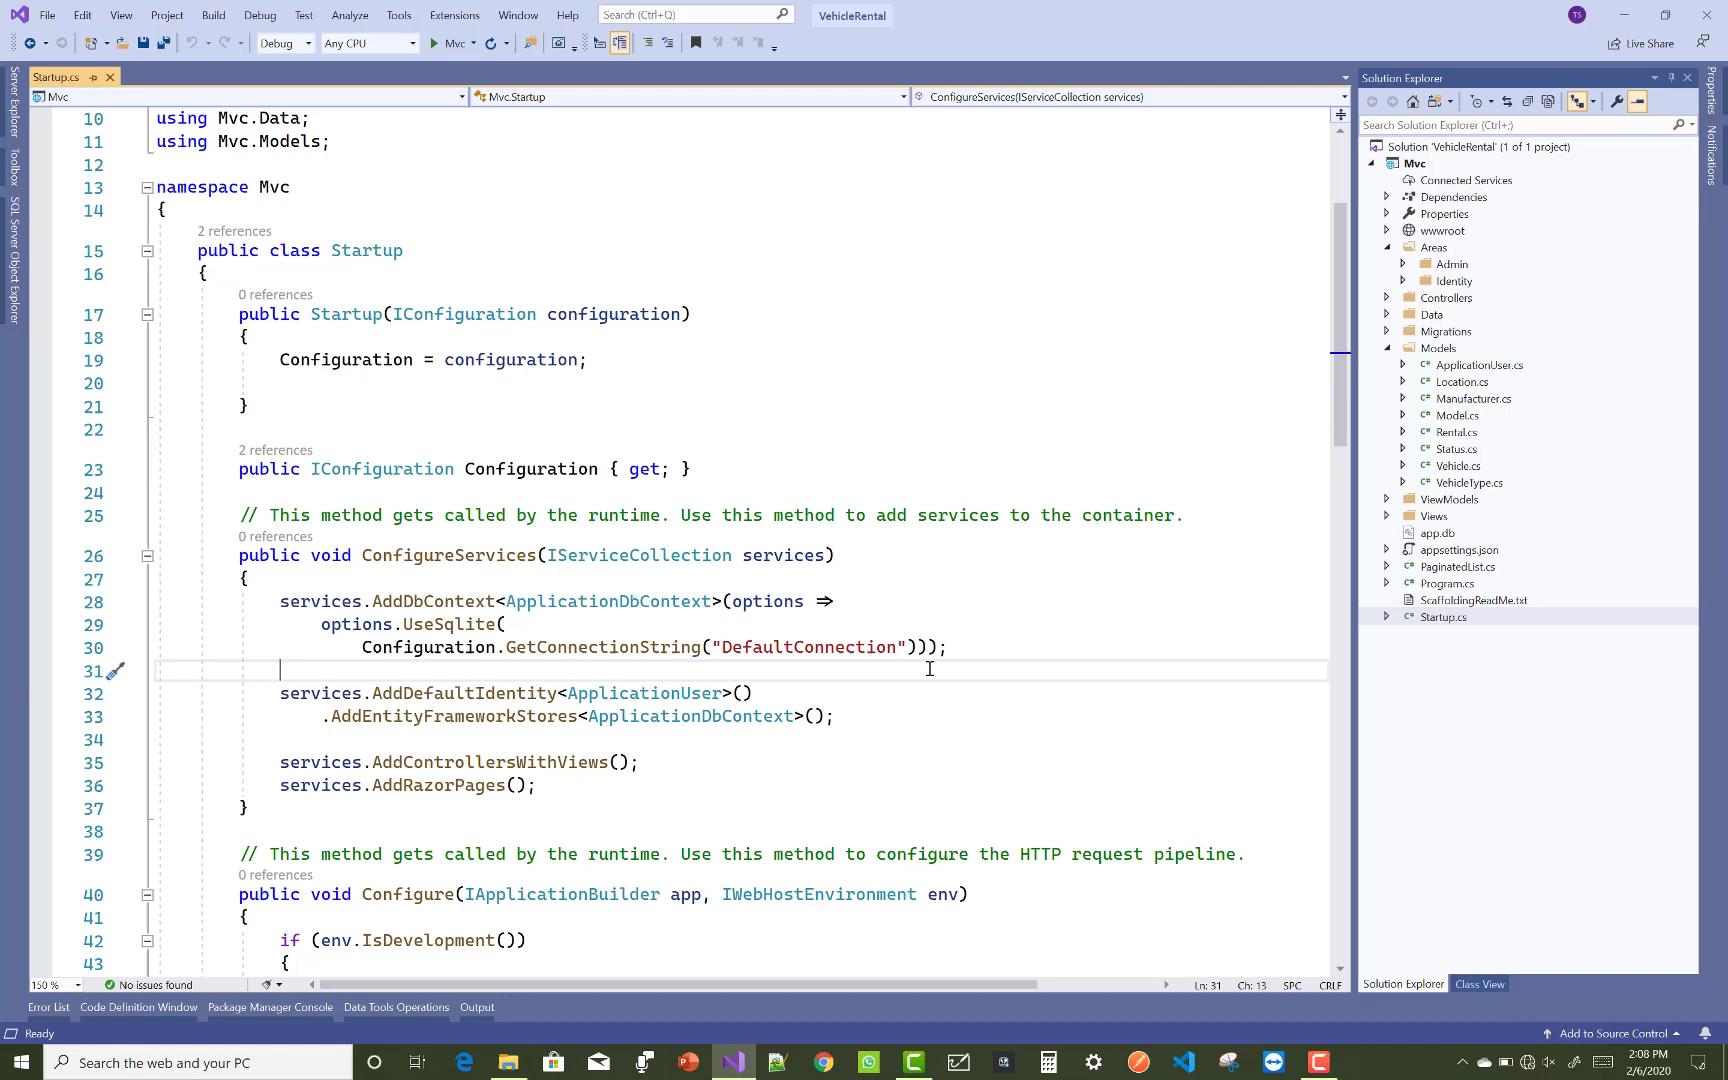 File Edit View Project Build Debug Test Analyze Tools Extensions Window Help Search (Ctrl+Q) VehicleRental TS
Debug Any CPU Mvc Live Share
Startup.cs
Mvc Mvc.Startup ConfigureServices(IServiceCollection services)
Server Explorer
Toolbox
SQL Server Object Explorer
10 using Mvc.Data;
11 using Mvc.Models;
12
13 namespace Mvc
14 {
2 references
15 public class Startup
16 {
0 references
17 public Startup(IConfiguration configuration)
18 {
19 Configuration = configuration;
20
21 }
22
2 references
23 public IConfiguration Configuration { get; }
24
25 // This method gets called by the runtime. Use this method to add services to the container.
0 references
26 public void ConfigureServices(IServiceCollection services)
27 {
28 services.AddDbContext<ApplicationDbContext>(options =>
29 options.UseSqlite(
30 Configuration.GetConnectionString("DefaultConnection")));
31
32 services.AddDefaultIdentity<ApplicationUser>()
33 .AddEntityFrameworkStores<ApplicationDbContext>();
34
35 services.AddControllersWithViews();
36 services.AddRazorPages();
37 }
38
39 // This method gets called by the runtime. Use this method to configure the HTTP request pipeline.
0 references
40 public void Configure(IApplicationBuilder app, IWebHostEnvironment env)
41 {
42 if (env.IsDevelopment())
43 {
150 % No issues found Ln: 31 Ch: 13 SPC CRLF
Solution Explorer
Search Solution Explorer (Ctrl+;)
Solution 'VehicleRental' (1 of 1 project)
Mvc
Connected Services
Dependencies
Properties
wwwroot
Areas
Admin
Identity
Controllers
Data
Migrations
Models
C# ApplicationUser.cs
C# Location.cs
C# Manufacturer.cs
C# Model.cs
C# Rental.cs
C# Status.cs
C# Vehicle.cs
C# VehicleType.cs
ViewModels
Views
app.db
appsettings.json
C# PaginatedList.cs
C# Program.cs
ScaffoldingReadMe.txt
C# Startup.cs
Solution Explorer Class View
Properties
Notifications
Error List Code Definition Window Package Manager Console Data Tools Operations Output
Ready Add to Source Control
Search the web and your PC
2:08 PM
2/6/2020